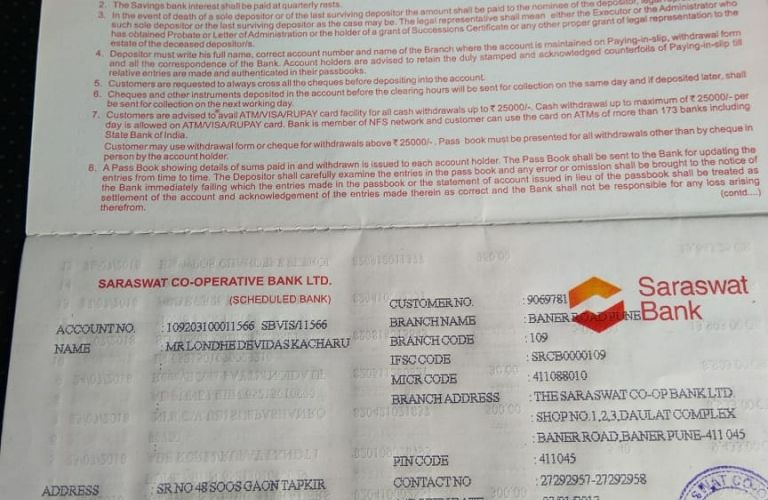 2. The Savings bank interest shall be paid at quarterly rests.
3. In the event of death of a sole depositor or of the last surviving depositor the amount shall be paid to the nominee of the depositor,
such sole depositor or the last surviving depositor as the case may be. The legal representative shall mean either the Executor or the Administrator who
has obtained Probate or Letter of Administration or the holder of a grant of Successions Certificate or any other proper grant of legal representation to the
estate of the deceased depositor/s.
4. Depositor must write his full name, correct account number and name of the Branch where the account is maintained on Paying-in-slip, withdrawal form
and all the correspondence of the Bank. Account holders are advised to retain the duly stamped and acknowledged counterfoils of Paying-in-slip till
relative entries are made and authenticated in their passbooks.
5. Customers are requested to always cross all the cheques before depositing into the account.
6. Cheques and other instruments deposited in the account before the clearing hours will be sent for collection on the same day and if deposited later, shall
be sent for collection on the next working day.
7. Customers are advised to avail ATM/VISA/RUPAY card facility for all cash withdrawals up to ₹ 25000/-. Cash withdrawal up to maximum of ₹ 25000/- per
day is allowed on ATM/VISA/RUPAY card. Bank is member of NFS network and customer can use the card on ATMs of more than 173 banks including
State Bank of India.
Customer may use withdrawal form or cheque for withdrawals above ₹ 25000/-. Pass book must be presented for all withdrawals other than by cheque in
person by the account holder.
8. A Pass Book showing details of sums paid in and withdrawn is issued to each account holder. The Pass Book shall be sent to the Bank for updating the
entries from time to time. The Depositor shall carefully examine the entries in the pass book and any error or omission shall be brought to the notice of
the Bank immediately failing which the entries made in the passbook or the statement of account issued in lieu of the passbook shall be treated as
settlement of the account and acknowledgement of the entries made therein as correct and the Bank shall not be responsible for any loss arising
therefrom. (contd....)
SARASWAT CO-OPERATIVE BANK LTD.
(SCHEDULED BANK)
Saraswat
Bank
ACCOUNT NO. : 109203100011566 SBVIS/11566
NAME : MR LONDHE DEVIDAS KACHARU
ADDRESS : SR NO 48 SOOS GAON TAPKIR
CUSTOMER NO. : 9069781
BRANCH NAME : BANER ROAD PUNE
BRANCH CODE : 109
IFSC CODE : SRCB0000109
MICR CODE : 411088010
BRANCH ADDRESS : THE SARASWAT CO-OP BANK LTD.
: SHOP NO.1,2,3,DAULAT COMPLEX
: BANER ROAD, BANER PUNE-411 045
PIN CODE : 411045
CONTACT NO : 27292957-27292958